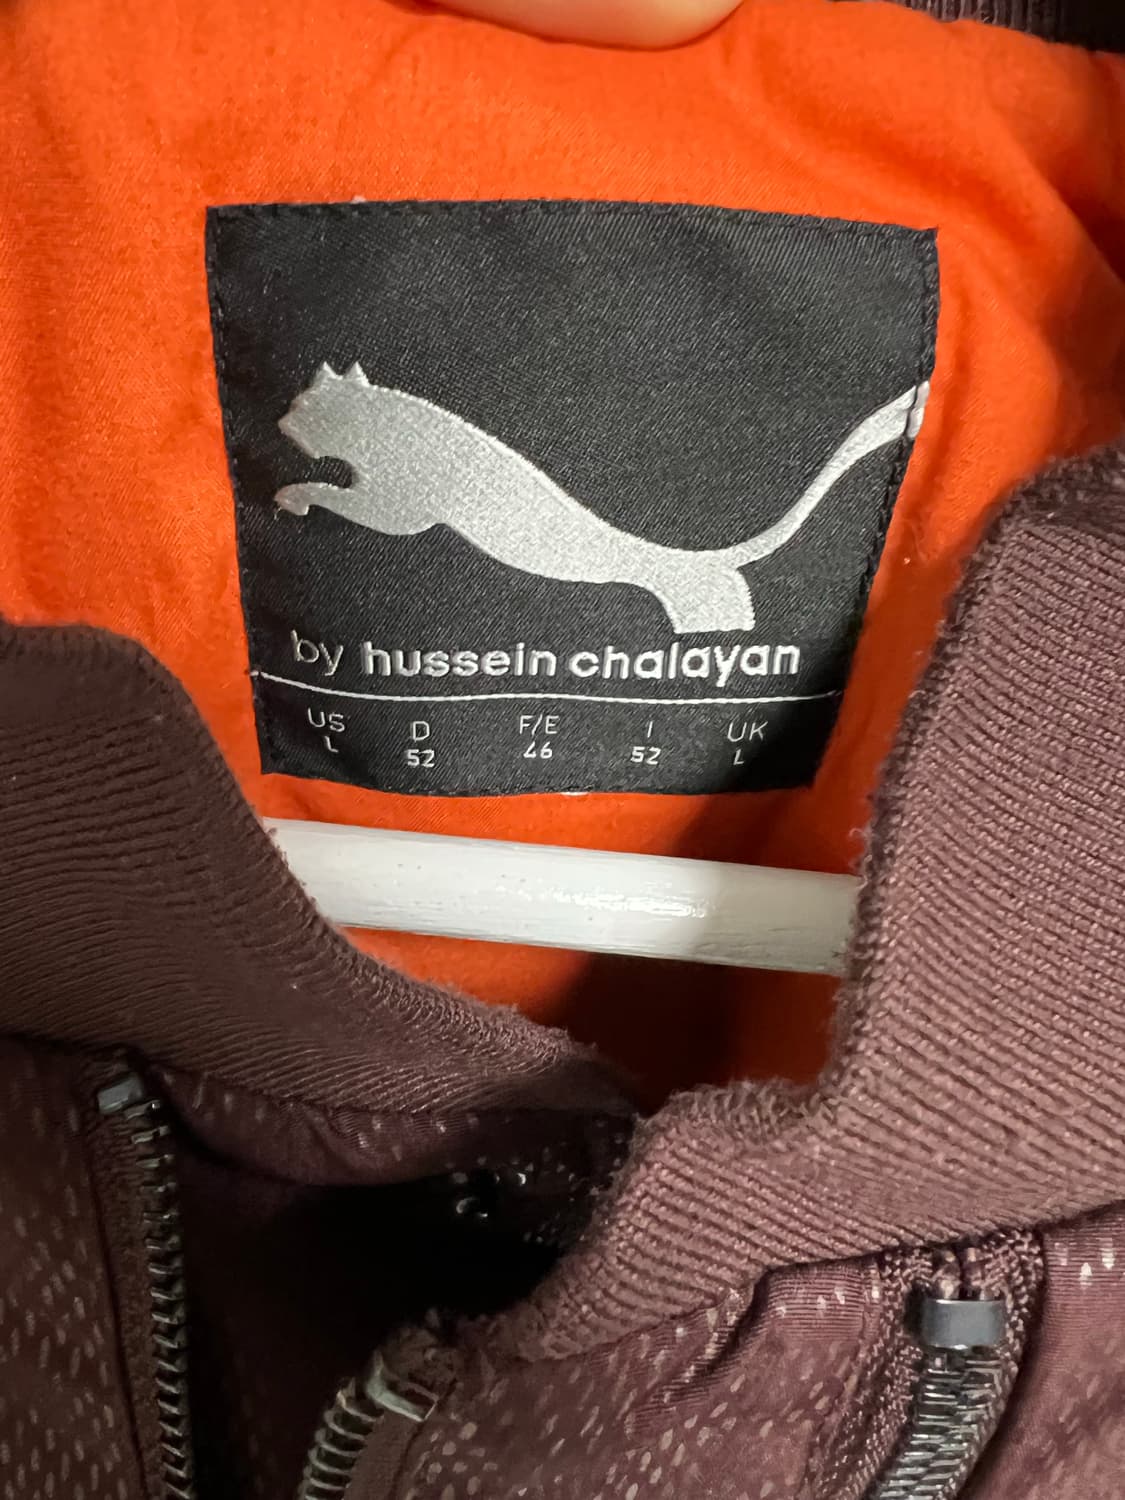 by hussein chalayan
US D F/E I UK
L 52 46 52 L